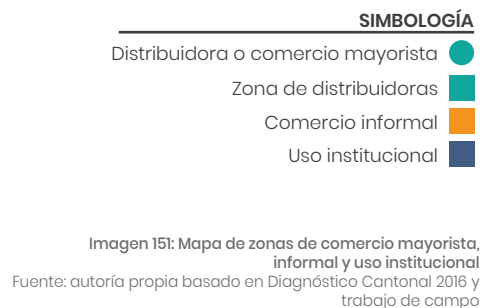 SIMBOLOGÍA
Distribuidora o comercio mayorista
Zona de distribuidoras
Comercio informal
Uso institucional
Imagen 151: Mapa de zonas de comercio mayorista,
informal y uso institucional
Fuente: autoría propia basado en Diagnóstico Cantonal 2016 y
trabajo de campo